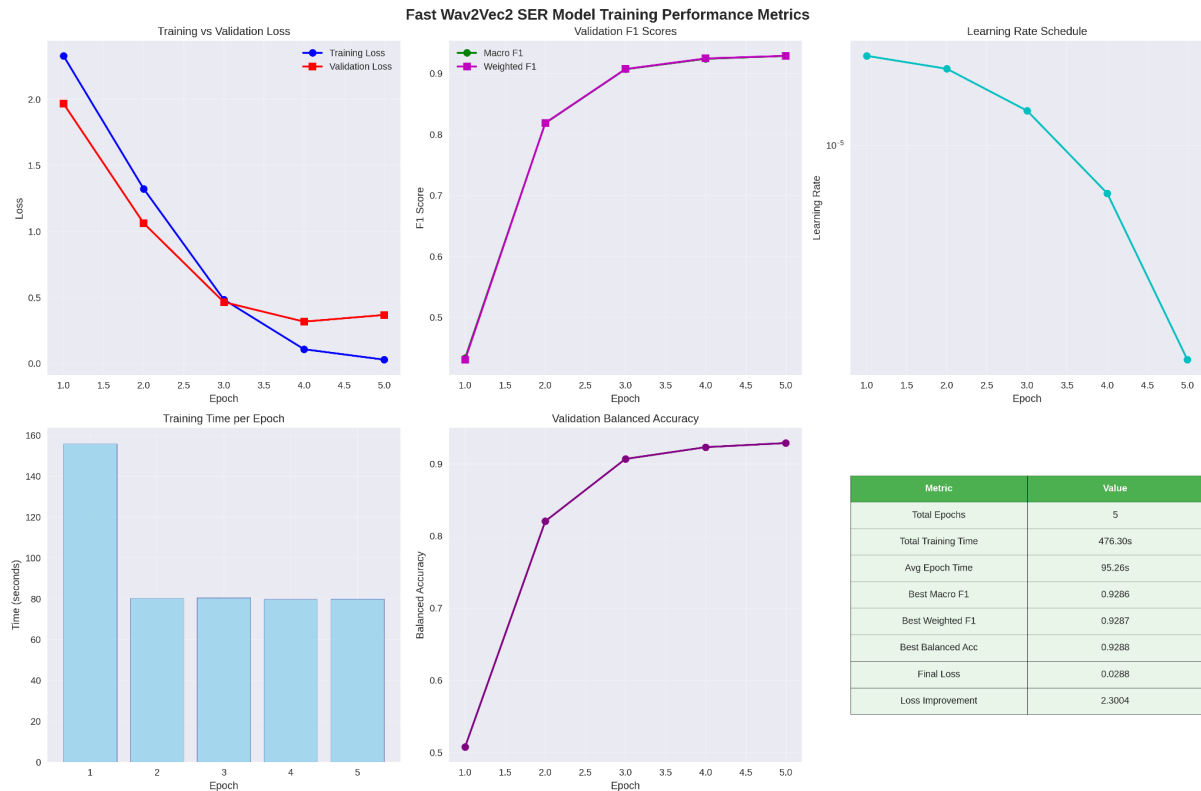 Fast Wav2Vec2 SER Model Training Performance Metrics
Training vs Validation Loss
Training Loss
Validation Loss
Loss
2.0
1.5
1.0
0.5
0.0
1.0 1.5 2.0 2.5 3.0 3.5 4.0 4.5 5.0
Epoch
Validation F1 Scores
Macro F1
Weighted F1
F1 Score
0.9
0.8
0.7
0.6
0.5
1.0 1.5 2.0 2.5 3.0 3.5 4.0 4.5 5.0
Epoch
Learning Rate Schedule
Learning Rate
10⁻⁵
1.0 1.5 2.0 2.5 3.0 3.5 4.0 4.5 5.0
Epoch
Training Time per Epoch
Time (seconds)
160
140
120
100
80
60
40
20
0
1 2 3 4 5
Epoch
Validation Balanced Accuracy
Balanced Accuracy
0.9
0.8
0.7
0.6
0.5
1.0 1.5 2.0 2.5 3.0 3.5 4.0 4.5 5.0
Epoch
Metric Value
Total Epochs 5
Total Training Time 476.30s
Avg Epoch Time 95.26s
Best Macro F1 0.9286
Best Weighted F1 0.9287
Best Balanced Acc 0.9288
Final Loss 0.0288
Loss Improvement 2.3004